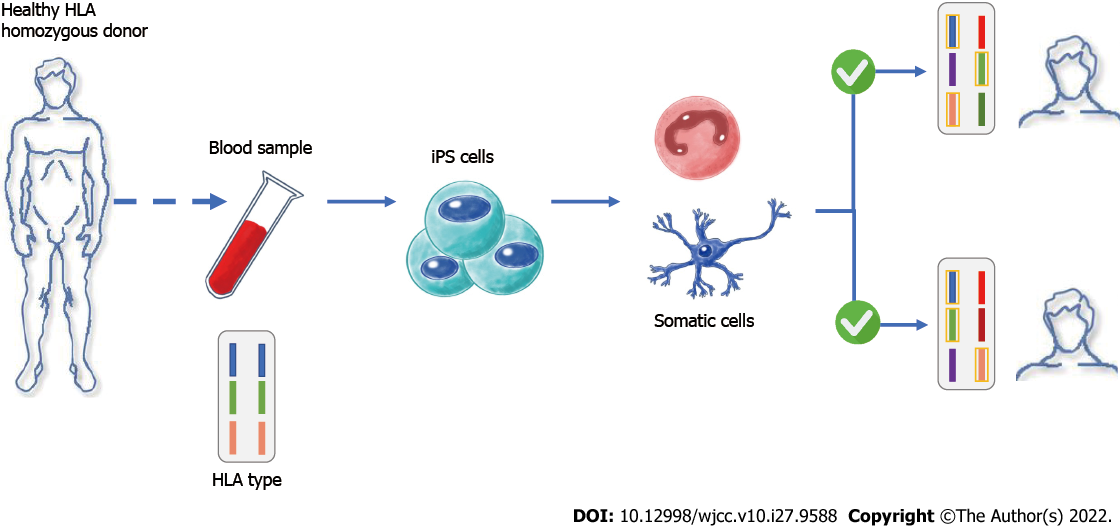 Healthy HLA
homozygous donor
Blood sample
iPS cells
Somatic cells
HLA type
DOI: 10.12998/wjcc.v10.i27.9588 Copyright ©The Author(s) 2022.